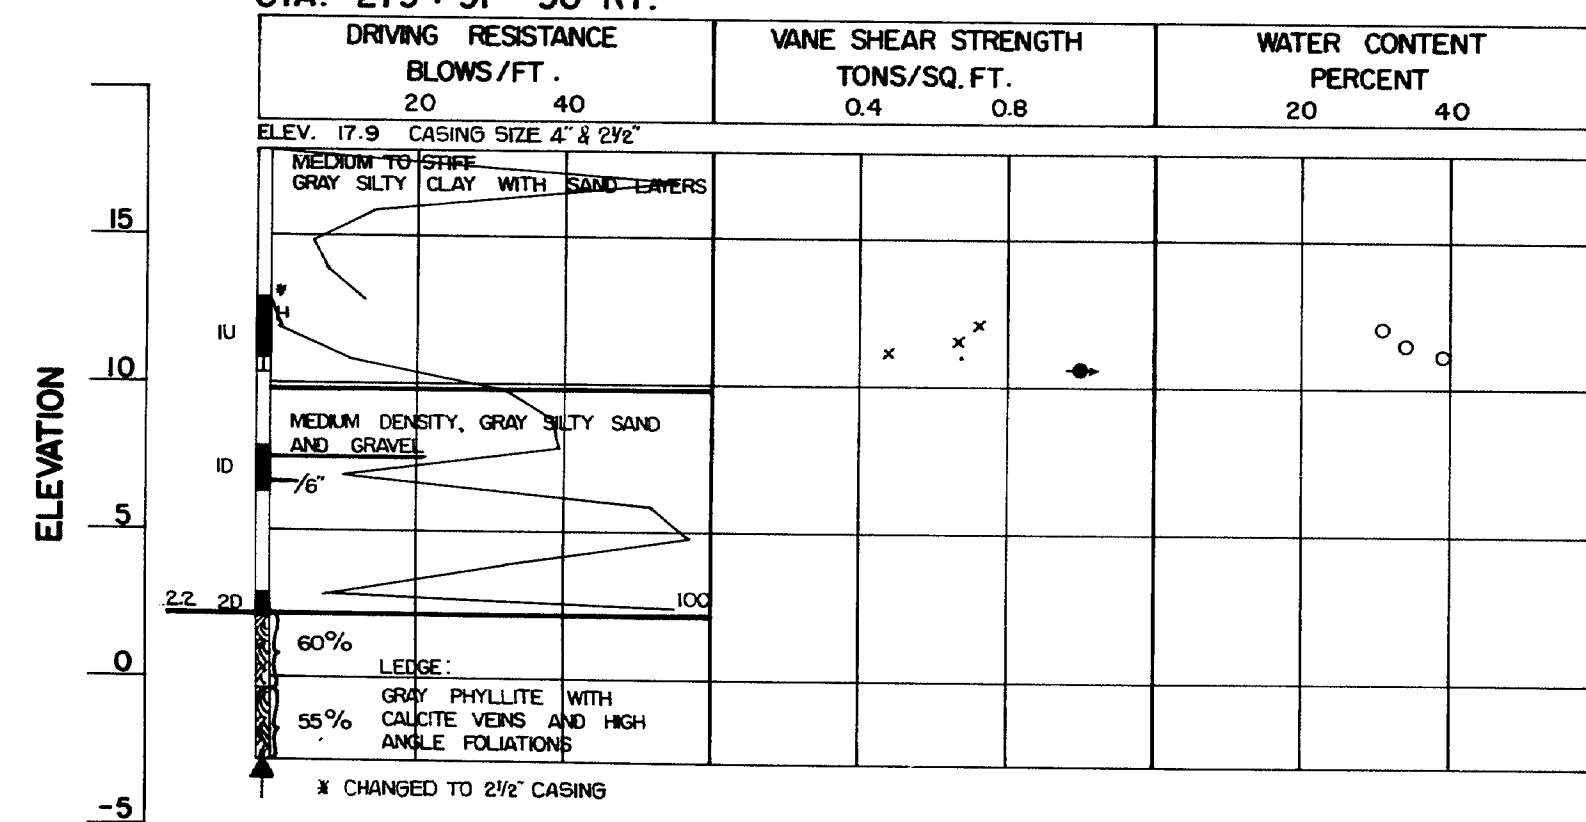 DRIVING RESISTANCE
BLOWS/FT.
20 40
VANE SHEAR STRENGTH
TONS/SQ. FT.
0.4 0.8
WATER CONTENT
PERCENT
20 40
ELEV. 17.9 CASING SIZE 4" & 2½"
MEDIUM TO STIFF
GRAY SILTY CLAY WITH SAND LAYERS
15
*
H
1U
10
ELEVATION
MEDIUM DENSITY, GRAY SILTY SAND
AND GRAVEL
1D
/6"
5
2.2 2D
100
60%
0
LEDGE:
GRAY PHYLLITE WITH
55% CALCITE VEINS AND HIGH
ANGLE FOLIATIONS
* CHANGED TO 2½" CASING
-5